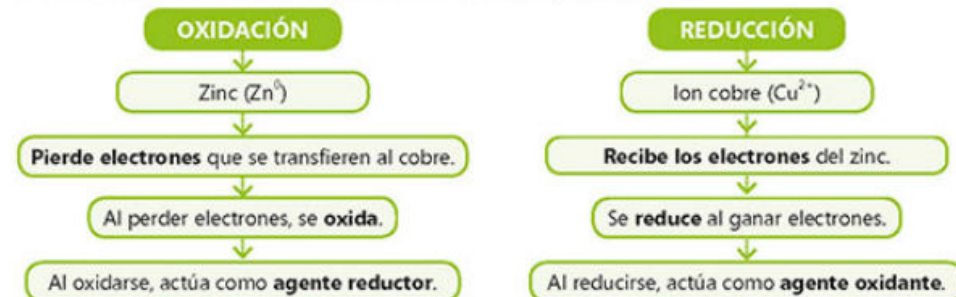 OXIDACIÓN
Zinc (Zn⁰)
Pierde electrones que se transfieren al cobre.
Al perder electrones, se oxida.
Al oxidarse, actúa como agente reductor.
REDUCCIÓN
Ion cobre (Cu²⁺)
Recibe los electrones del zinc.
Se reduce al ganar electrones.
Al reducirse, actúa como agente oxidante.